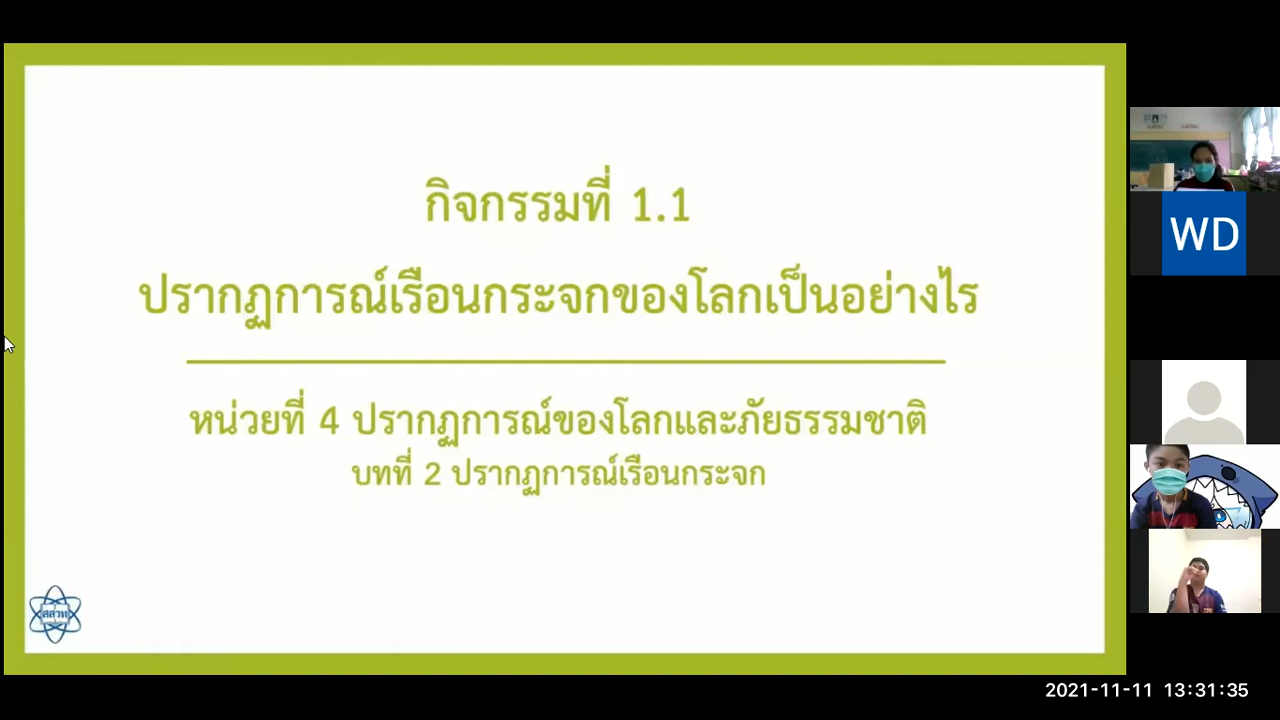 กิจกรรมที่ 1.1
ปรากฏการณ์เรือนกระจกของโลกเป็นอย่างไร
หน่วยที่ 4 ปรากฏการณ์ของโลกและภัยธรรมชาติ
บทที่ 2 ปรากฏการณ์เรือนกระจก
สสวท
WD
2021-11-11 13:31:35